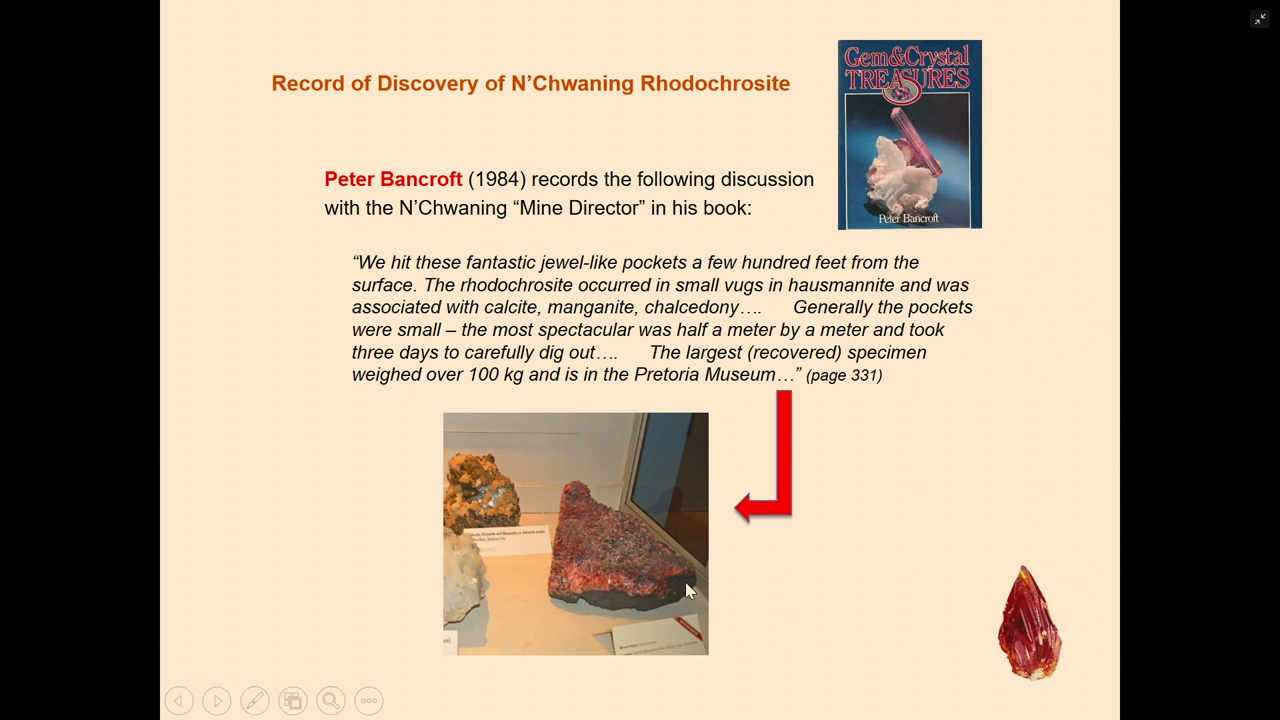 Record of Discovery of N’Chwaning Rhodochrosite
Gem&Crystal
TREASURES
Peter Bancroft
Peter Bancroft (1984) records the following discussion
with the N’Chwaning “Mine Director” in his book:
“We hit these fantastic jewel-like pockets a few hundred feet from the
surface. The rhodochrosite occurred in small vugs in hausmannite and was
associated with calcite, manganite, chalcedony…. Generally the pockets
were small – the most spectacular was half a meter by a meter and took
three days to carefully dig out…. The largest (recovered) specimen
weighed over 100 kg and is in the Pretoria Museum…” (page 331)